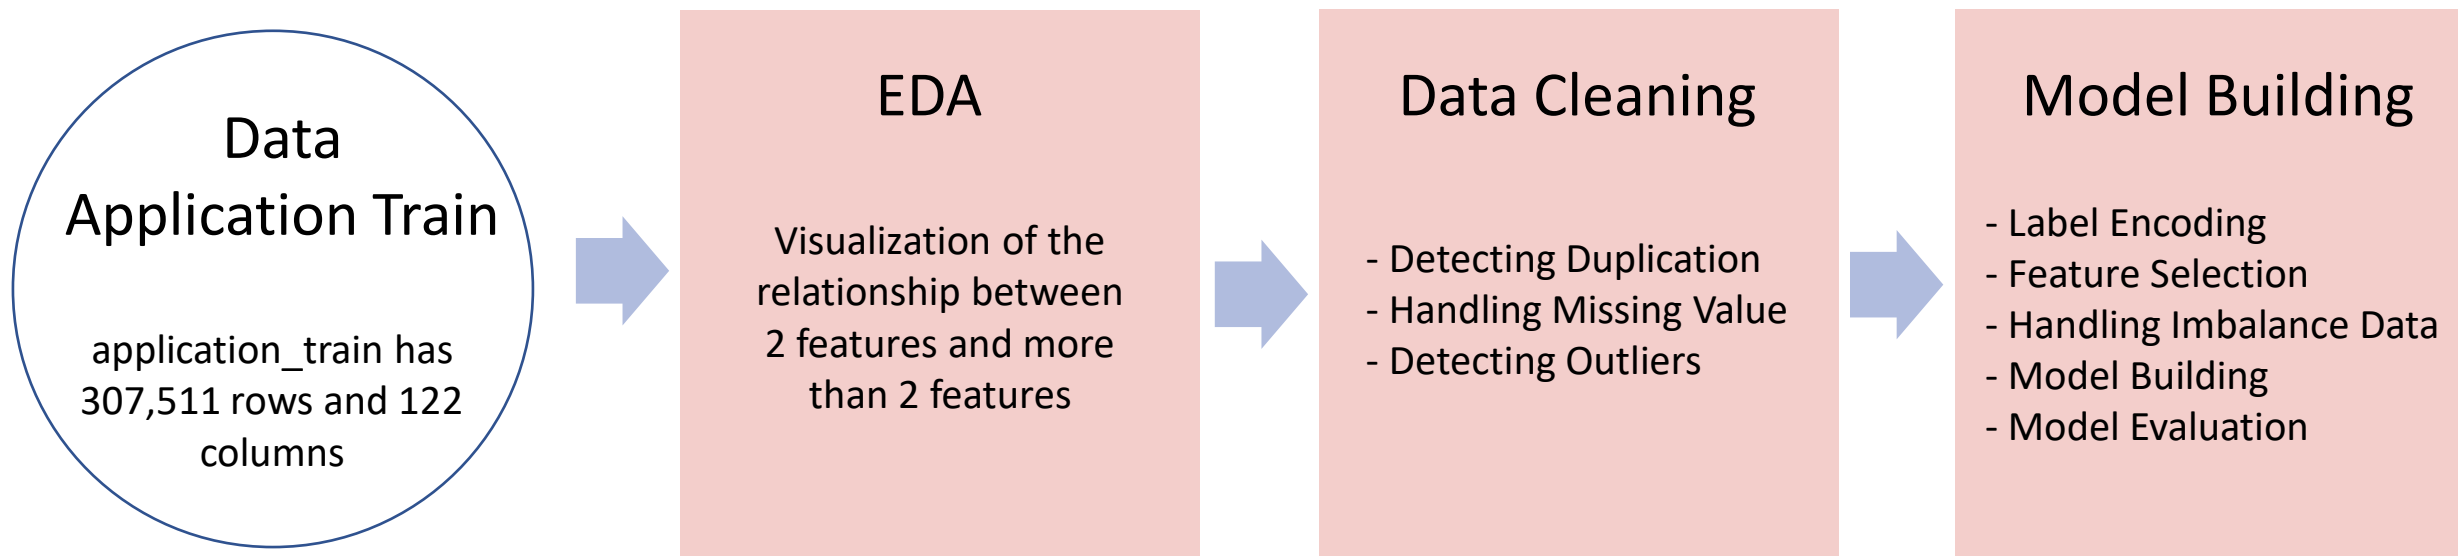 Data
Application Train
application_train has
307,511 rows and 122
columns
EDA
Visualization of the
relationship between
2 features and more
than 2 features
Data Cleaning
- Detecting Duplication
- Handling Missing Value
- Detecting Outliers
Model Building
- Label Encoding
- Feature Selection
- Handling Imbalance Data
- Model Building
- Model Evaluation